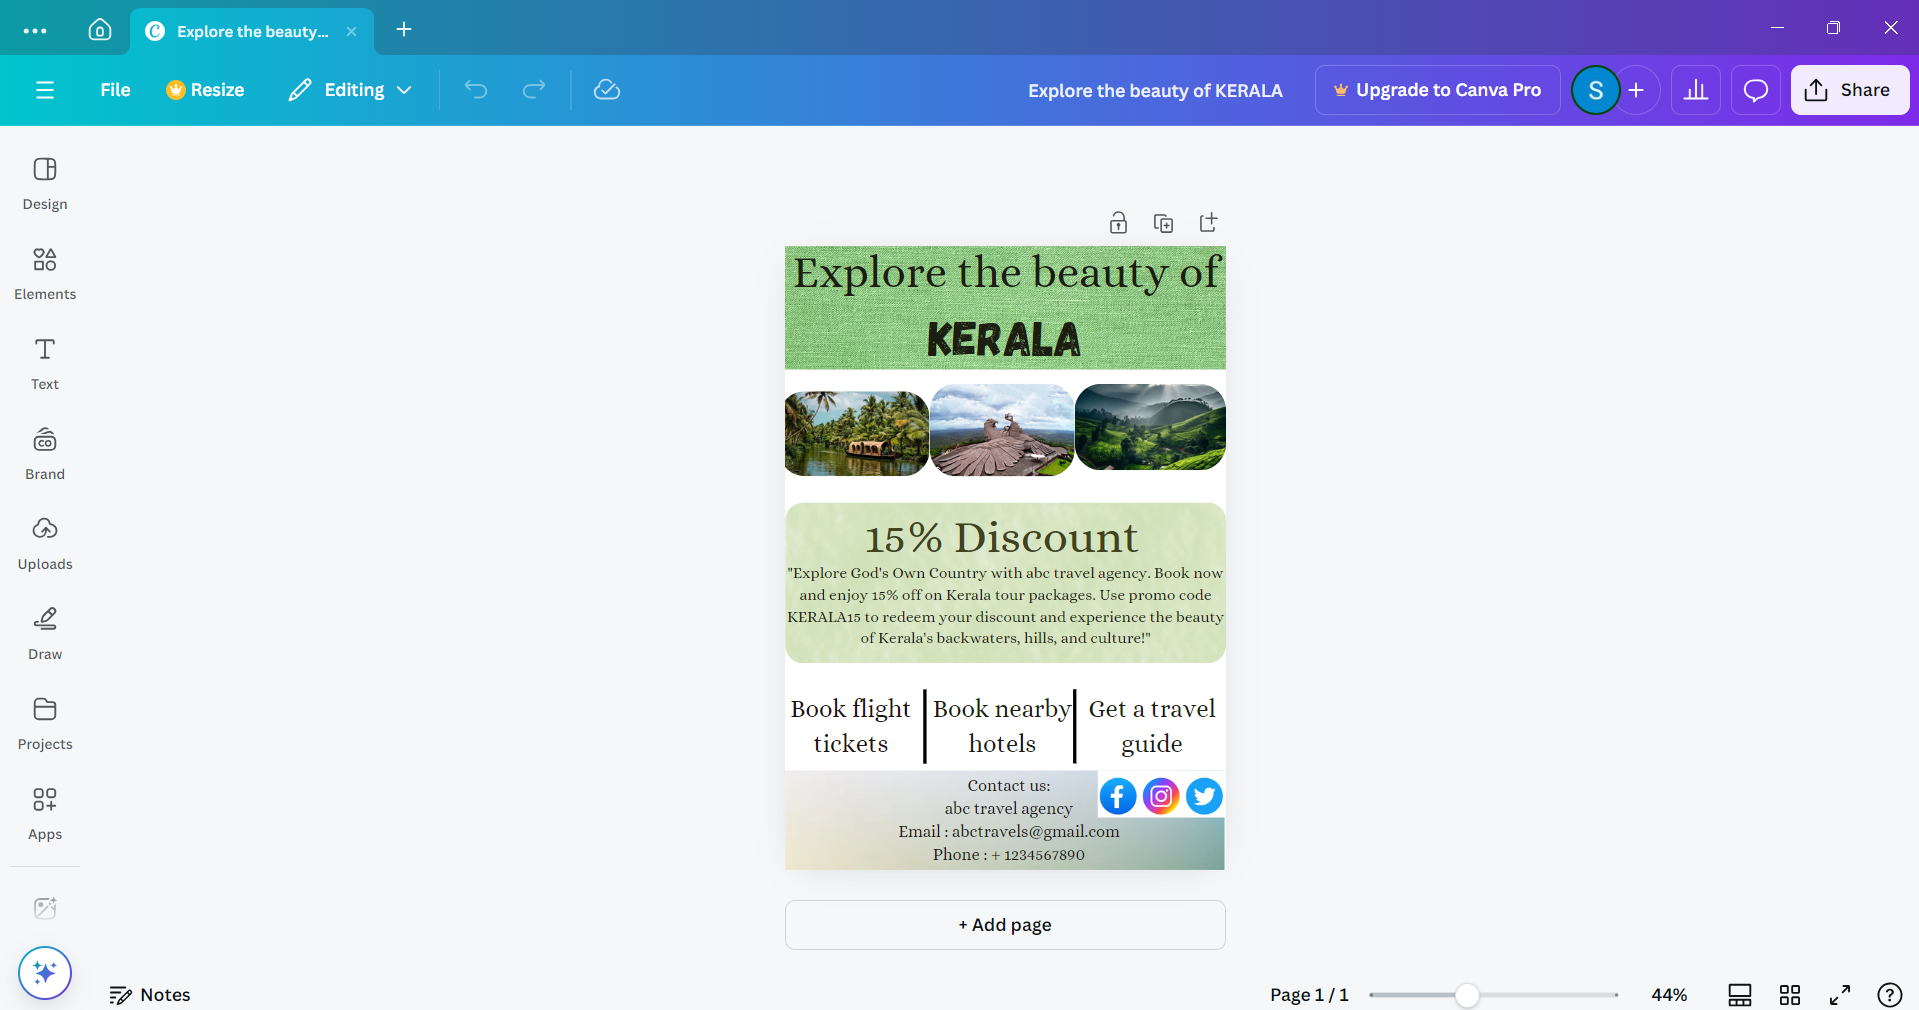 Explore the beauty...
File
Resize
Editing
Explore the beauty of KERALA
Upgrade to Canva Pro
S
Share
Design
Elements
Text
Brand
Uploads
Draw
Projects
Apps
Explore the beauty of
KERALA
15% Discount
"Explore God's Own Country with abc travel agency. Book now
and enjoy 15% off on Kerala tour packages. Use promo code
KERALA15 to redeem your discount and experience the beauty
of Kerala's backwaters, hills, and culture!"
Book flight
tickets
Book nearby
hotels
Get a travel
guide
Contact us:
abc travel agency
Email : abctravels@gmail.com
Phone : + 1234567890
+ Add page
Notes
Page 1 / 1
44%